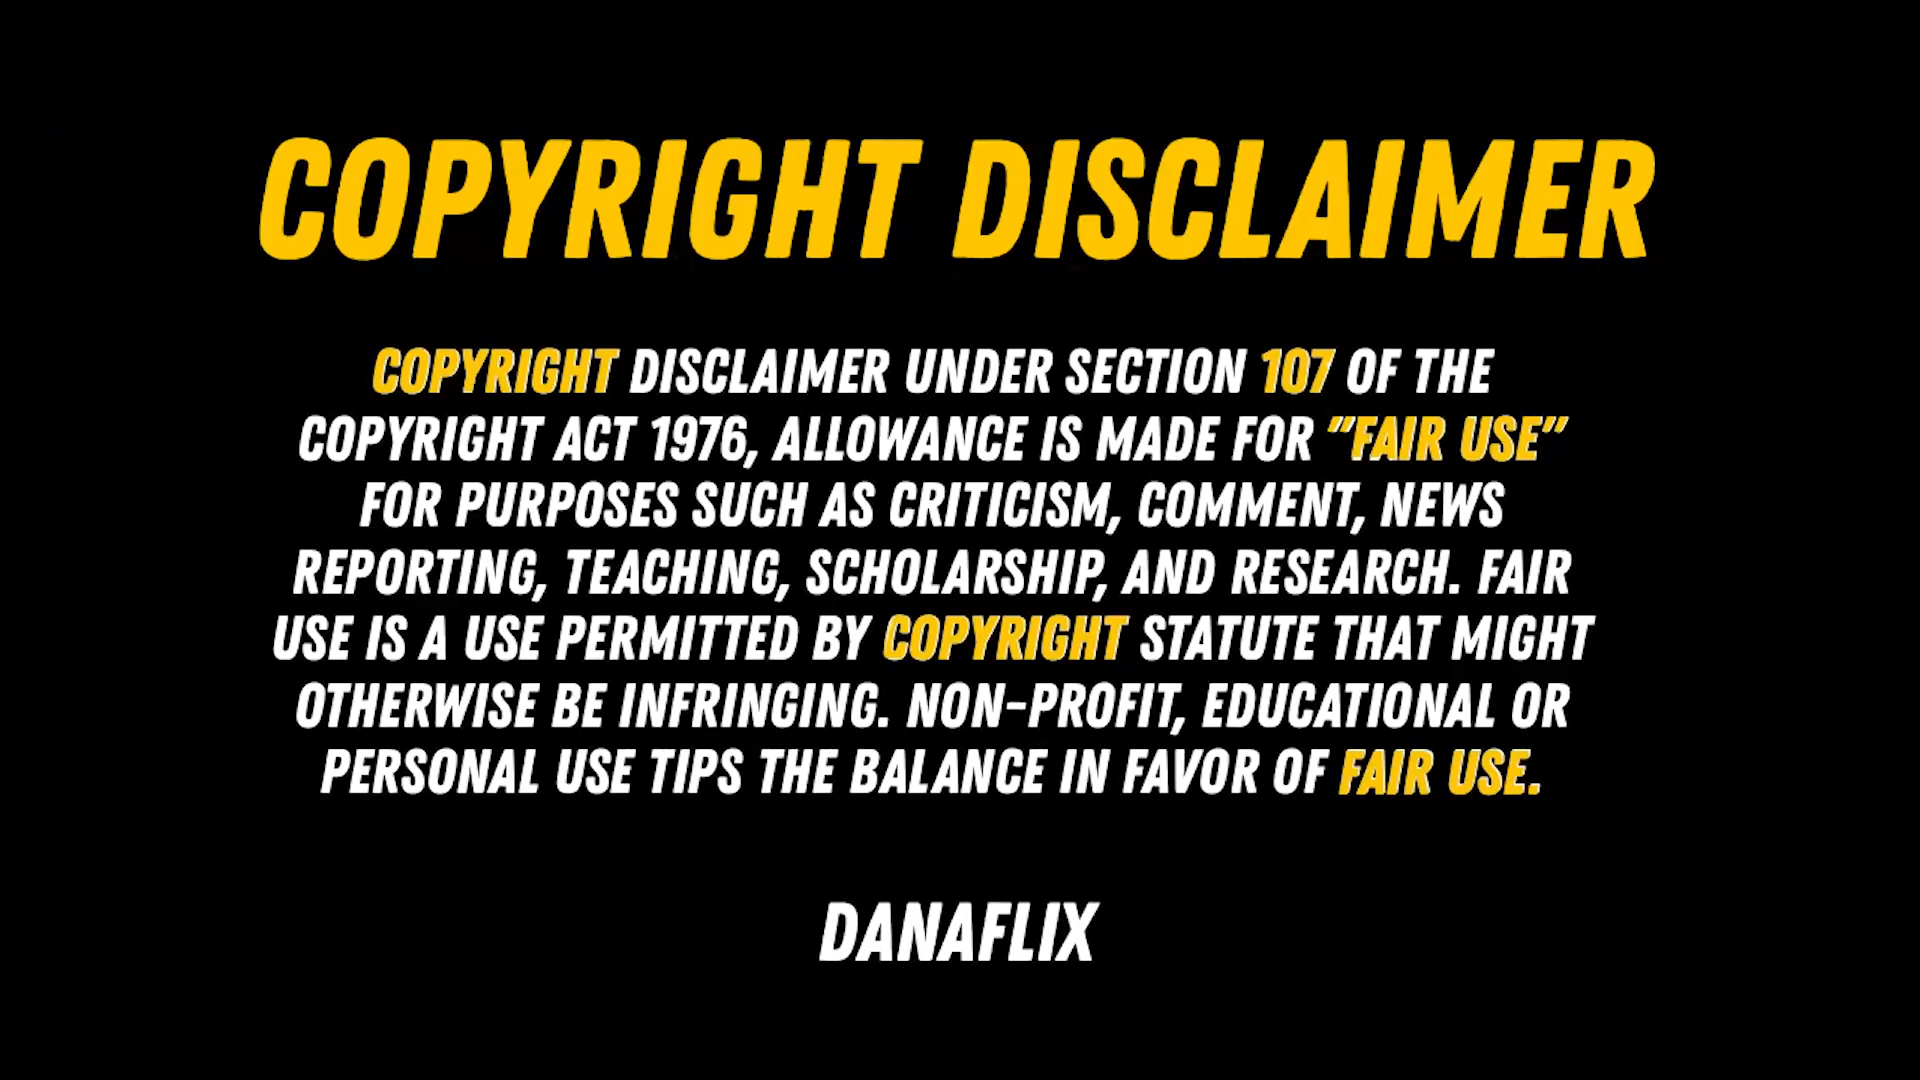 COPYRIGHT DISCLAIMER
COPYRIGHT DISCLAIMER UNDER SECTION 107 OF THE
COPYRIGHT ACT 1976, ALLOWANCE IS MADE FOR "FAIR USE"
FOR PURPOSES SUCH AS CRITICISM, COMMENT, NEWS
REPORTING, TEACHING, SCHOLARSHIP, AND RESEARCH. FAIR
USE IS A USE PERMITTED BY COPYRIGHT STATUTE THAT MIGHT
OTHERWISE BE INFRINGING. NON-PROFIT, EDUCATIONAL OR
PERSONAL USE TIPS THE BALANCE IN FAVOR OF FAIR USE.
DANAFLIX